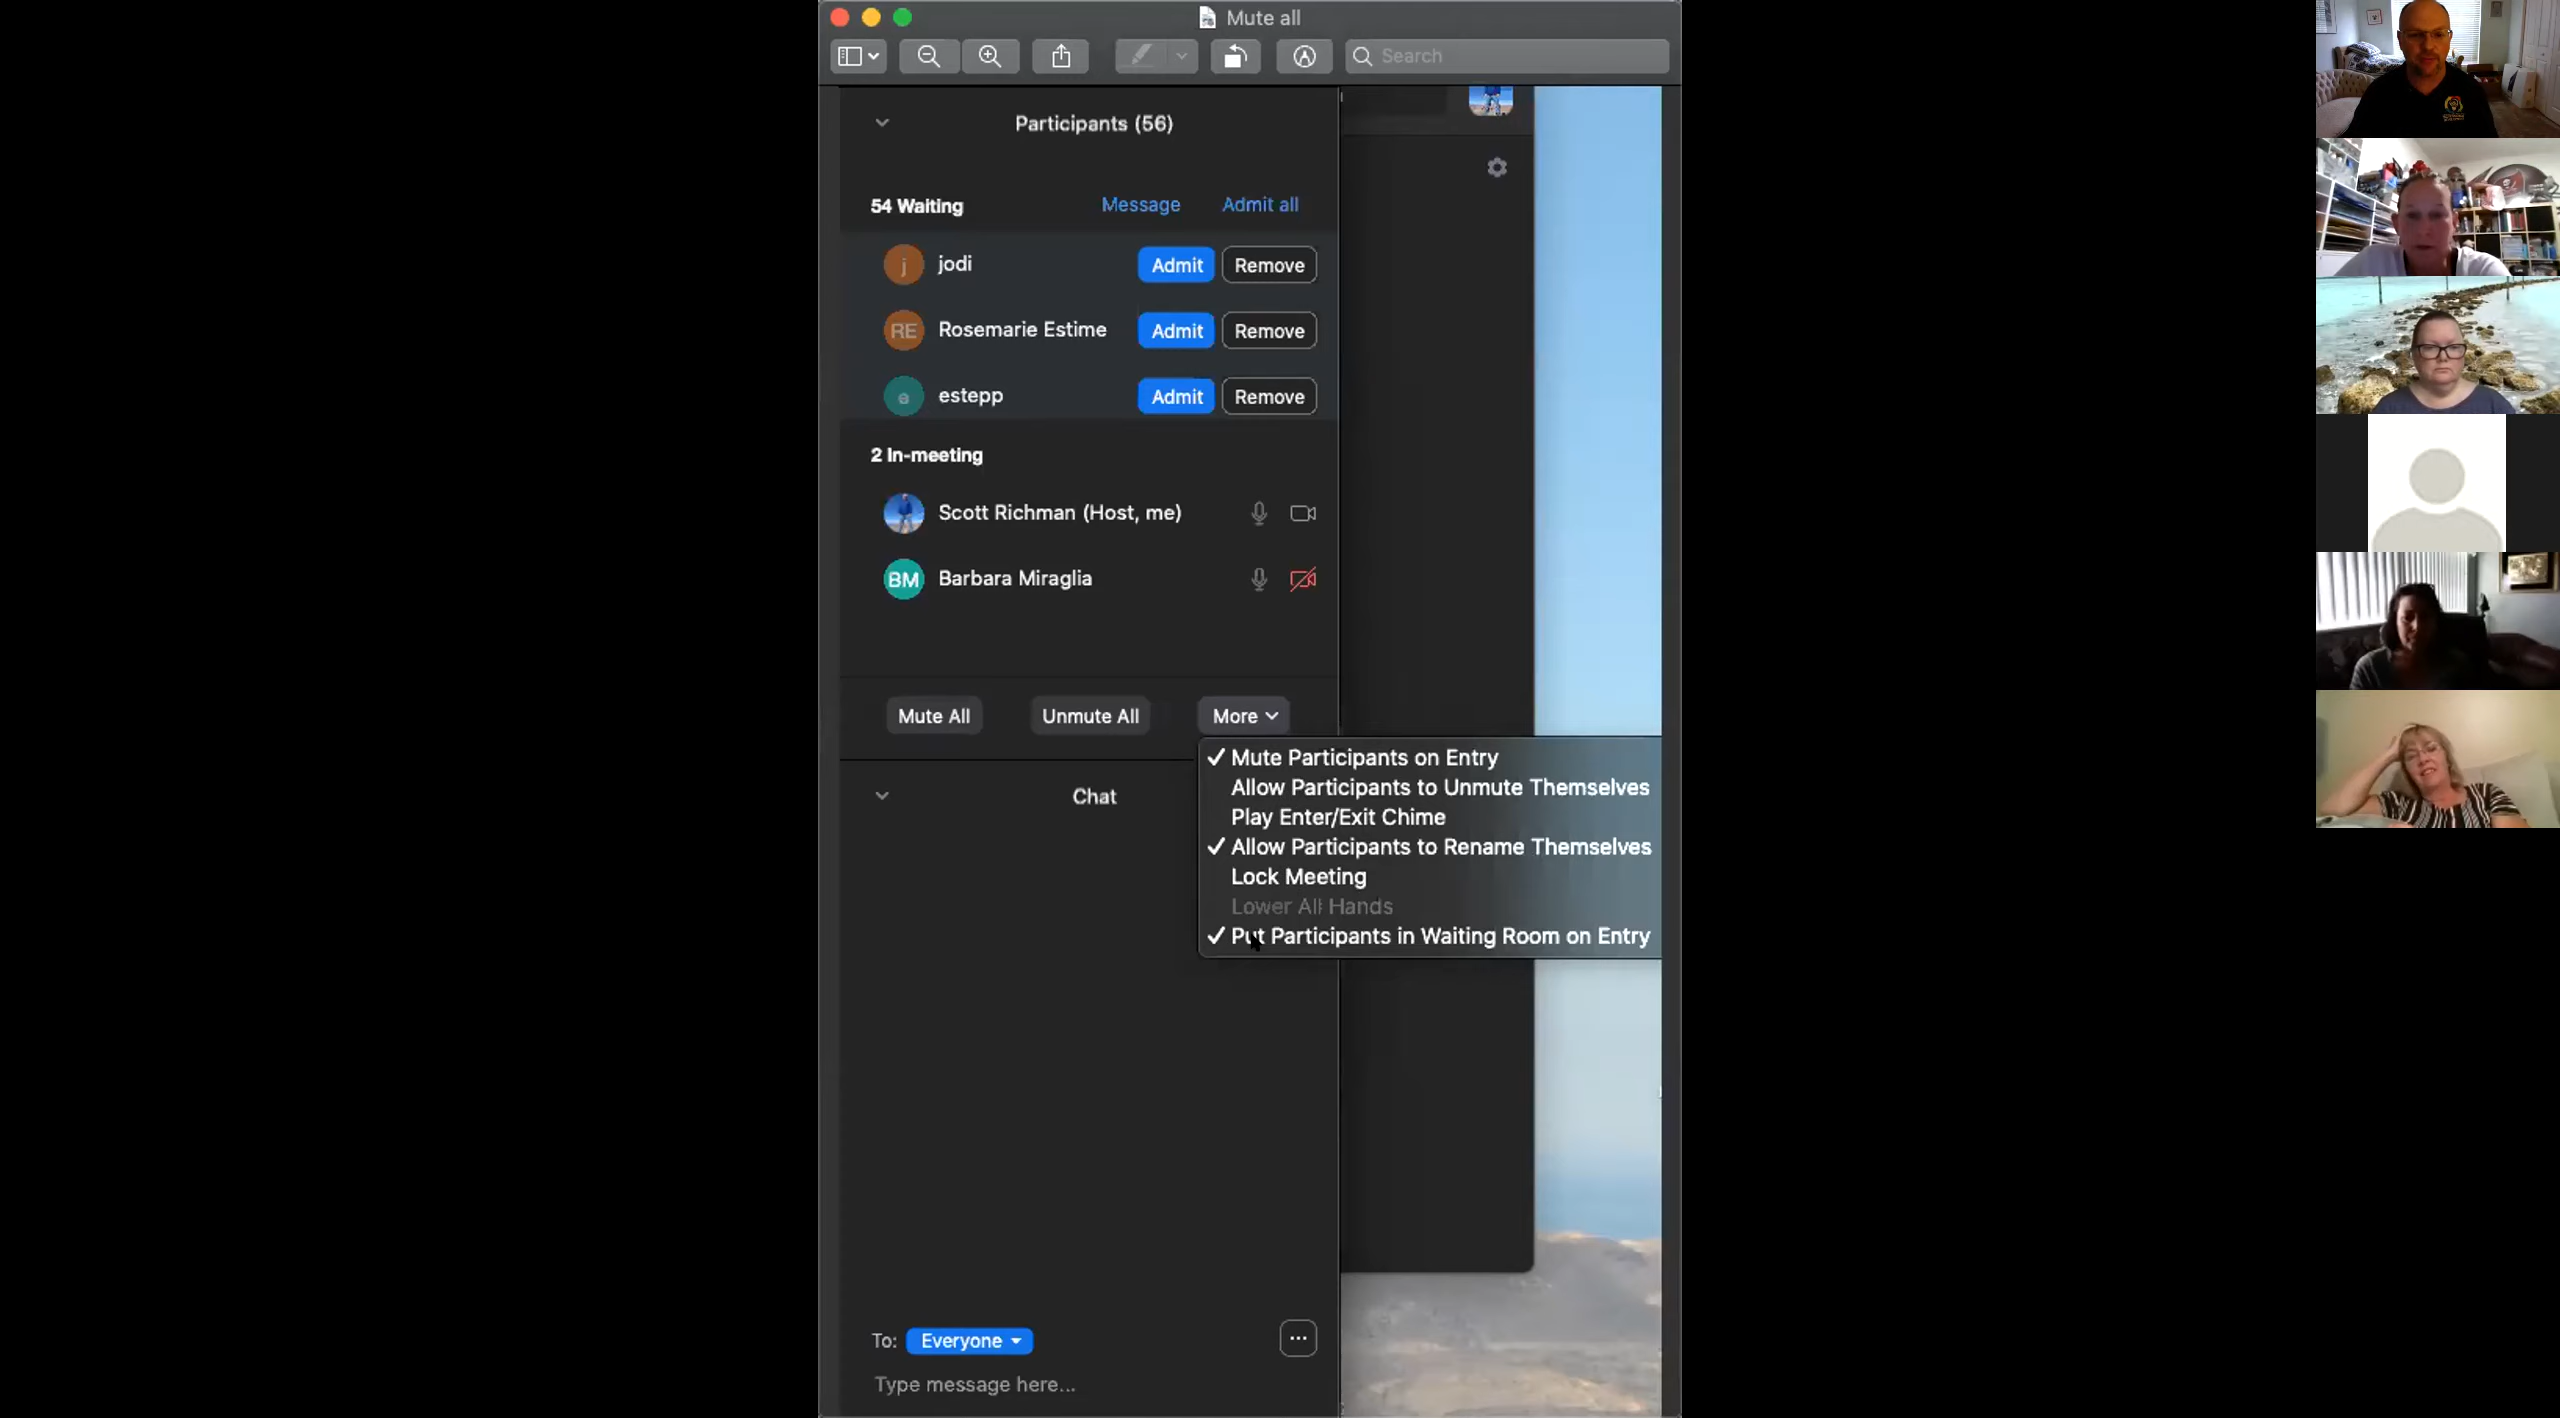 Mute all
Search
Participants (56)
54 Waiting Message Admit all
j jodi Admit Remove
RE Rosemarie Estime Admit Remove
e estepp Admit Remove
2 In-meeting
Scott Richman (Host, me)
BM Barbara Miraglia
Mute All Unmute All More
✓ Mute Participants on Entry
Allow Participants to Unmute Themselves
Play Enter/Exit Chime
✓ Allow Participants to Rename Themselves
Lock Meeting
Lower All Hands
✓ Put Participants in Waiting Room on Entry
Chat
To: Everyone
Type message here...